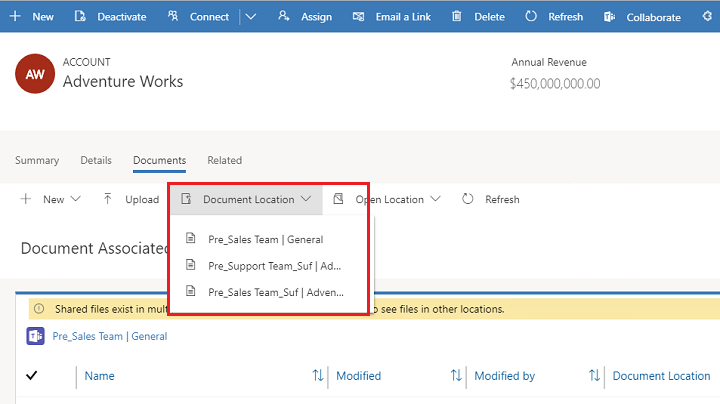 New Deactivate Connect Assign Email a Link Delete Refresh Collaborate
AW
ACCOUNT
Adventure Works
Annual Revenue
$450,000,000.00
Summary Details Documents Related
New Upload Document Location Open Location Refresh
Pre_Sales Team | General
Pre_Support Team_Suf | Ad...
Pre_Sales Team_Suf | Adven...
Document Associated
Shared files exist in mult to see files in other locations.
Pre_Sales Team | General
Name Modified Modified by Document Location